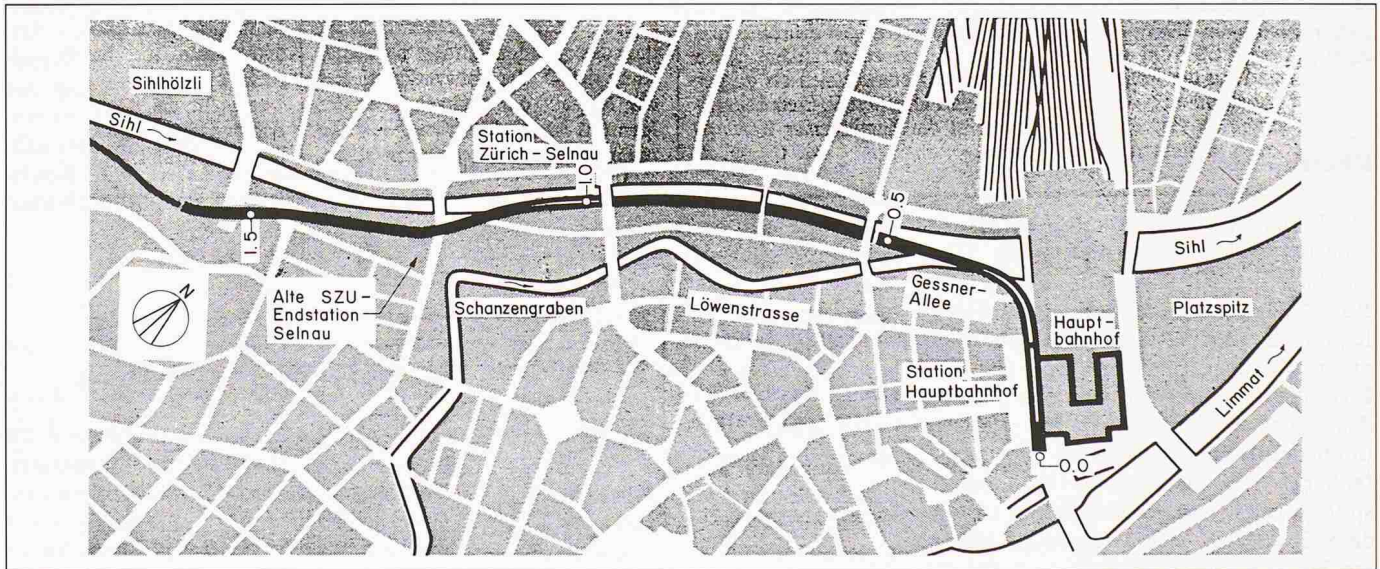 Sihlhölzli
Sihl
Station
Zürich-Selnau
1.0
1.5
0.5
Sihl
N
Alte SZU-
Endstation
Selnau
Schanzengraben
Löwenstrasse
Gessner-
Allee
Haupt-
bahnhof
Platzspitz
Station
Hauptbahnhof
Limmat
0.0